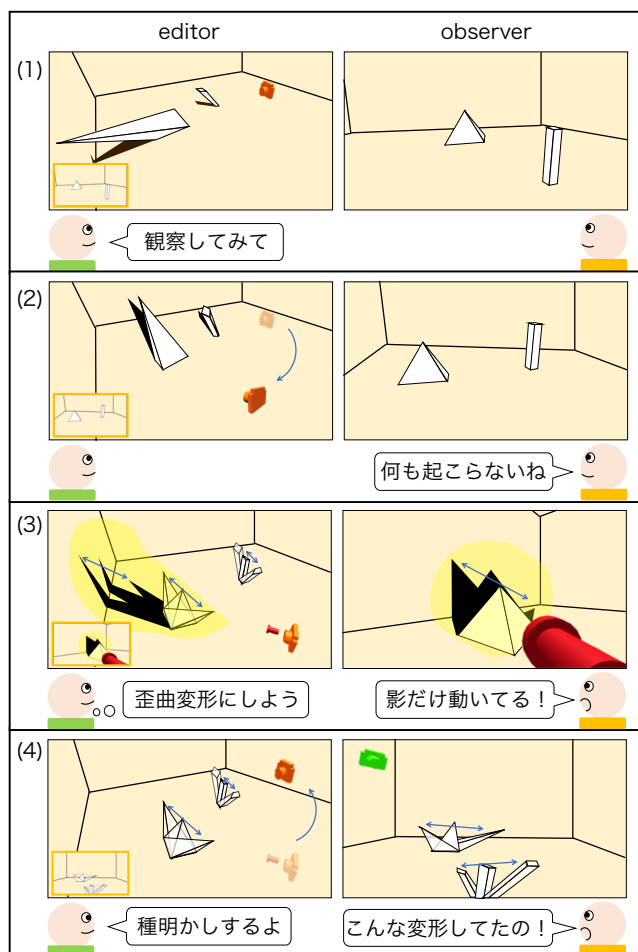 editor
observer
(1)
観察してみて
(2)
何も起こらないね
(3)
歪曲変形にしよう
影だけ動いてる！
(4)
種明かしするよ
こんな変形してたの！